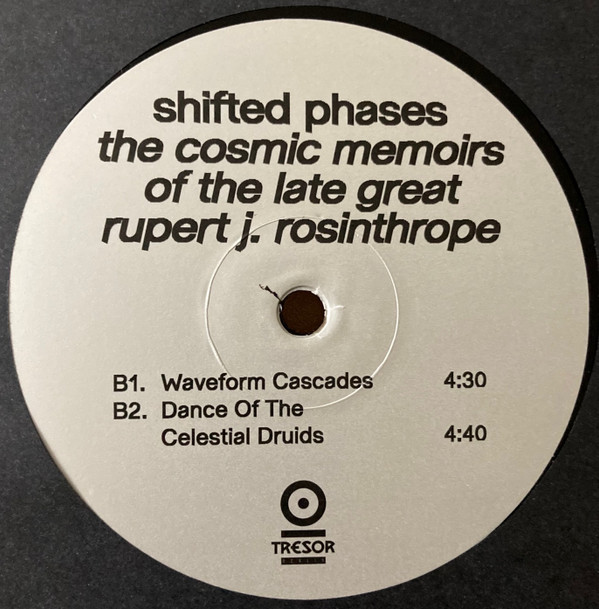 shifted phases
the cosmic memoirs
of the late great
rupert j. rosinthrope
B1. Waveform Cascades 4:30
B2. Dance Of The
Celestial Druids 4:40
TRESOR